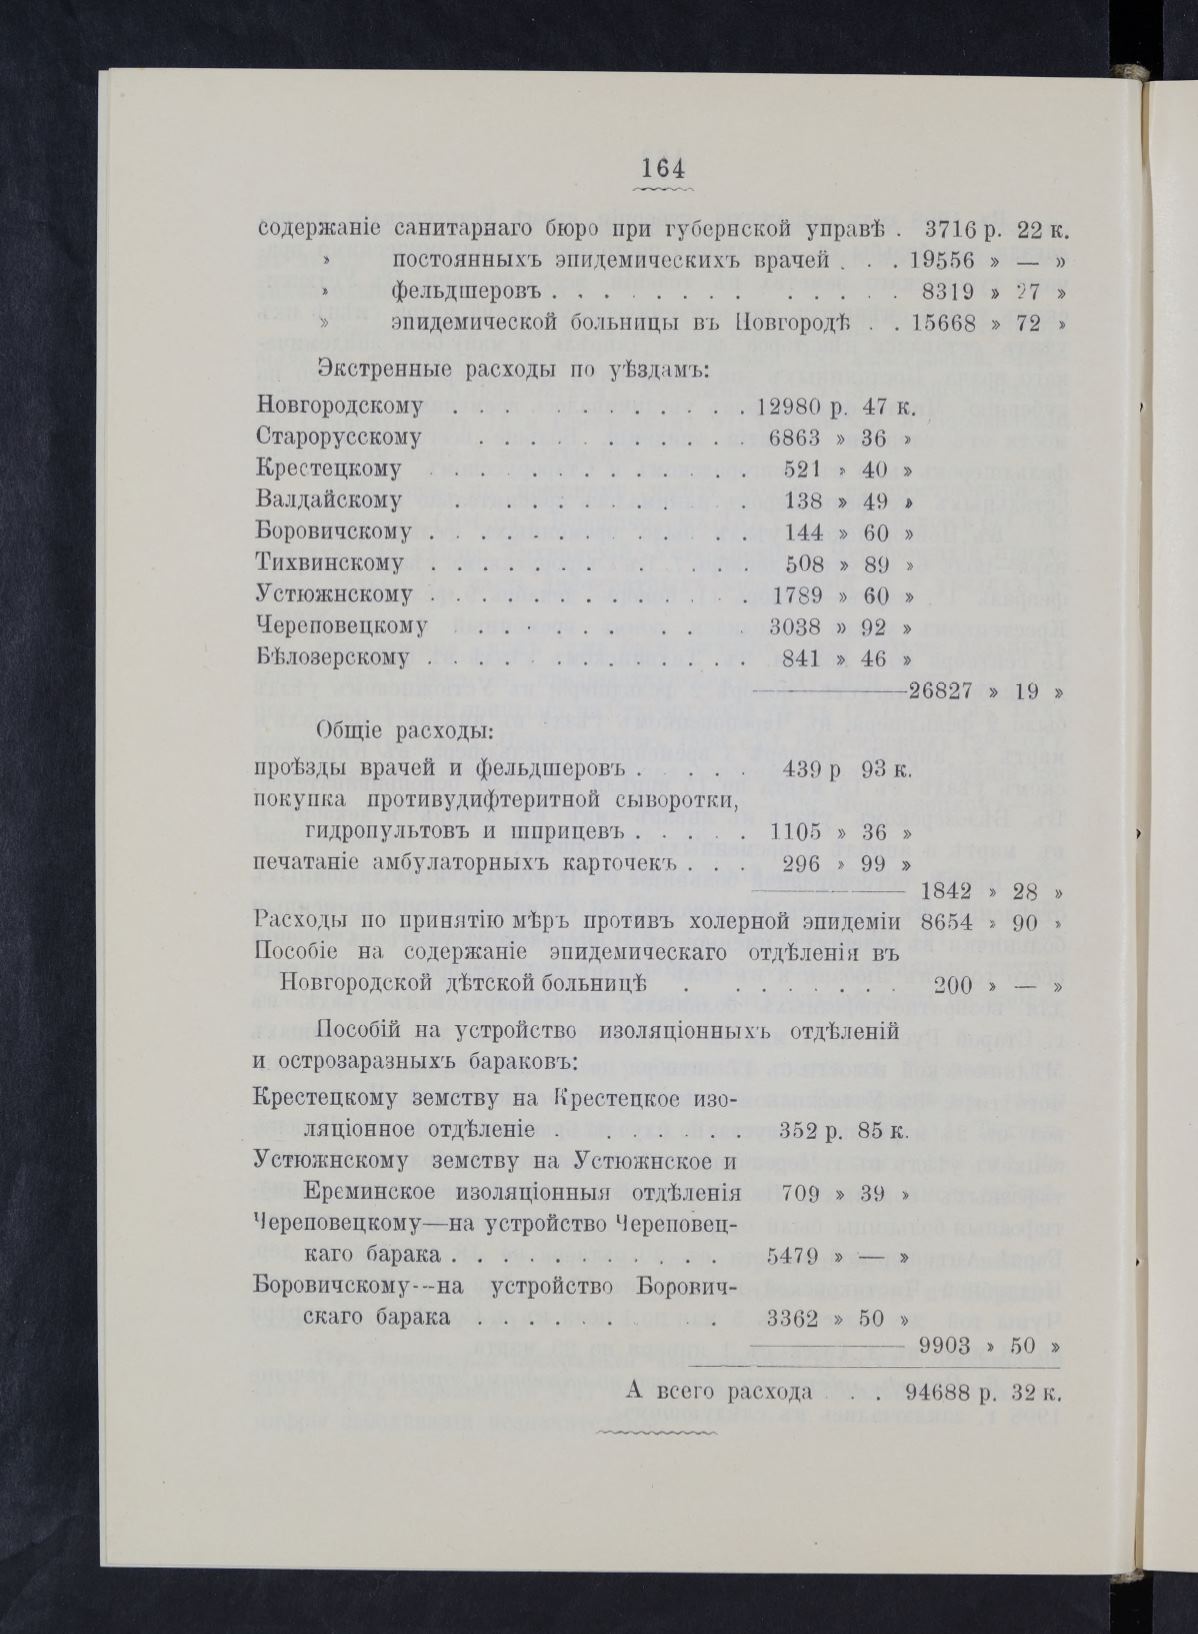 164
содержаніе санитарнаго бюро при губернской управѣ . 3716 р. 22 к.
» постоянныхъ эпидемическихъ врачей . . . 19556 » — »
» фельдшеровъ . . . . . . . . . . . . . 8319 » 27 »
» эпидемической больницы въ Новгородѣ . . 15668 » 72 »
Экстренные расходы по уѣздамъ:
Новгородскому . . . . . . . . . . . . 12980 р. 47 к.
Старорусскому . . . . . . . . . . 6863 » 36 »
Крестецкому . . . . . . . . . . . . 521 » 40 »
Валдайскому . . . . . . . . . . . 138 » 49 »
Боровичскому . . . . . . . . . . . . 144 » 60 »
Тихвинскому . . . . . . . . . . . . . 508 » 89 »
Устюжнскому . . . . . . . . . . . . . 1789 » 60 »
Череповецкому . . . . . . . . . . . 3038 » 92 »
Бѣлозерскому . . . . . . . . . . . . . 841 » 46 »
26827 » 19 »
Общіе расходы:
проѣзды врачей и фельдшеровъ . . . . . 439 р 93 к.
покупка противудифтеритной сыворотки,
гидропультовъ и шприцевъ . . . . . 1105 » 36 »
печатаніе амбулаторныхъ карточекъ . . . 296 » 99 »
1842 » 28 »
Расходы по принятію мѣръ противъ холерной эпидеміи 8654 » 90 »
Пособіе на содержаніе эпидемическаго отдѣленія въ
Новгородской дѣтской больницѣ . . . . . . . . 200 » — »
Пособій на устройство изоляціонныхъ отдѣленій
и острозаразныхъ бараковъ:
Крестецкому земству на Крестецкое изо-
ляціонное отдѣленіе . . . . . . . 352 р. 85 к.
Устюжнскому земству на Устюжнское и
Ереминское изоляціонныя отдѣленія 709 » 39 »
Череповецкому—на устройство Череповец-
каго барака . . . . . . . . . . . 5479 » — »
Боровичскому—на устройство Борович-
скаго барака . . . . . . . . . . 3362 » 50 »
9903 » 50 »
А всего расхода . . . 94688 р. 32 к.